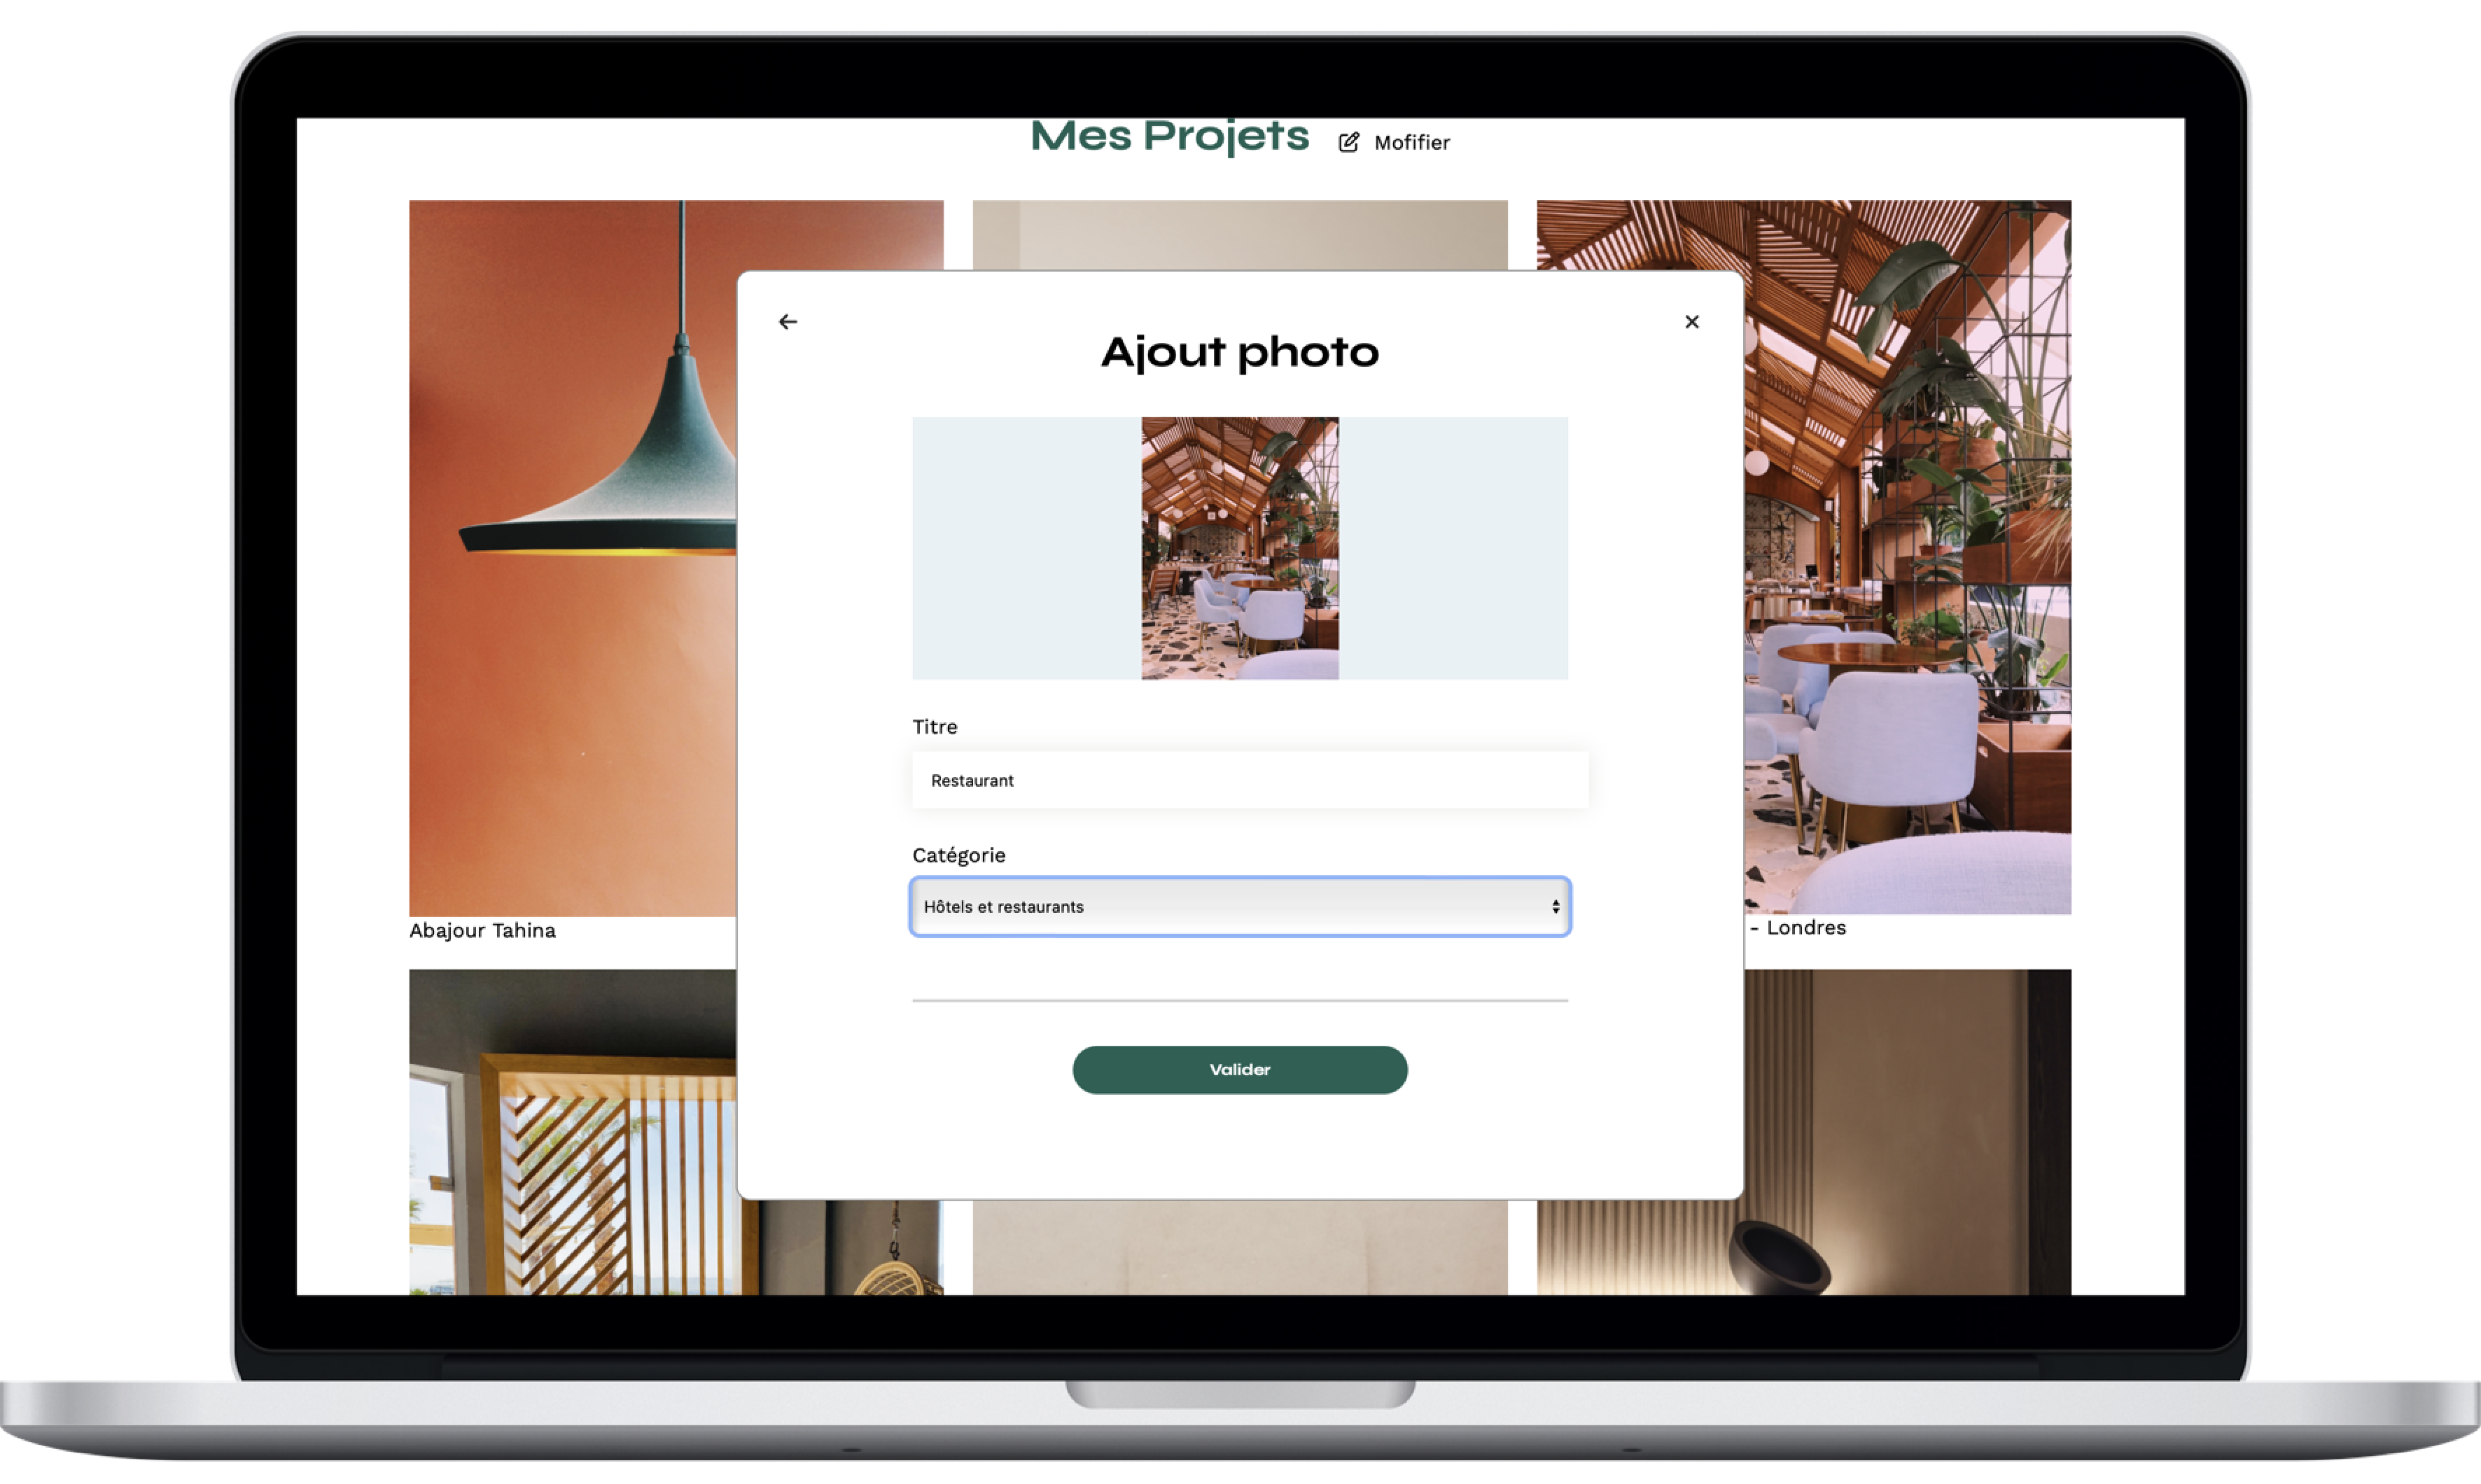 Mes Projets
Mofifier
Ajout photo
Titre
Restaurant
Catégorie
Hôtels et restaurants
Valider
Abajour Tahina
- Londres